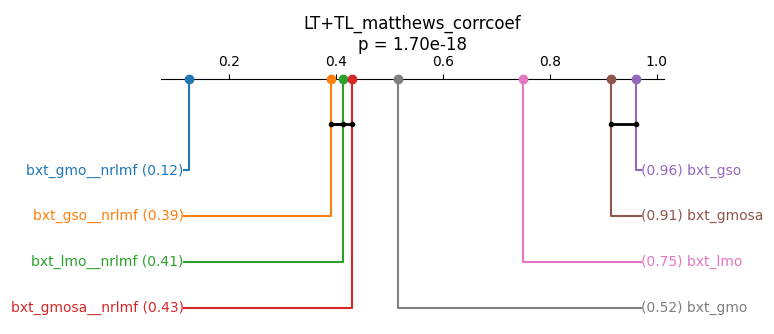 LT+TL_matthews_corrcoef
p = 1.70e-18
0.2 0.4 0.6 0.8 1.0
bxt_gmo__nrlmf (0.12) (0.96) bxt_gso
bxt_gso__nrlmf (0.39) (0.91) bxt_gmosa
bxt_lmo__nrlmf (0.41) (0.75) bxt_lmo
bxt_gmosa__nrlmf (0.43) (0.52) bxt_gmo